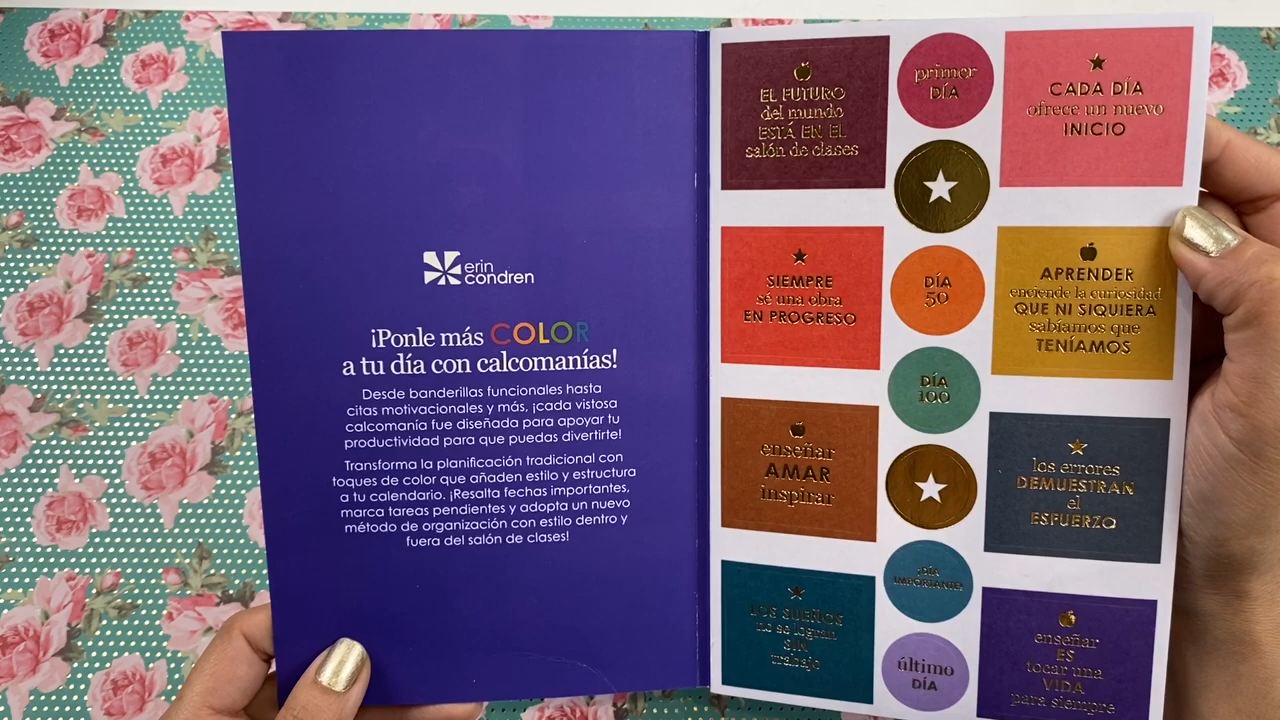 erin
condren
¡Ponle más COLOR
a tu día con calcomanías!
Desde banderillas funcionales hasta
citas motivacionales y más, ¡cada vistosa
calcomanía fue diseñada para apoyar tu
productividad para que puedas divertirte!
Transforma la planificación tradicional con
toques de color que añaden estilo y estructura
a tu calendario. ¡Resalta fechas importantes,
marca tareas pendientes y adopta un nuevo
método de organización con estilo dentro y
fuera del salón de clases!
EL FUTURO
del mundo
ESTÁ EN EL
salón de clases
primer
DÍA
CADA DÍA
ofrece un nuevo
INICIO
SIEMPRE
sé una obra
EN PROGRESO
DÍA
50
APRENDER
enciende la curiosidad
QUE NI SIQUIERA
sabíamos que
TENÍAMOS
DÍA
100
enseñar
AMAR
inspirar
los errores
DEMUESTRAN
el
ESFUERZO
¡DÍA
IMPORTANTE!
LOS SUEÑOS
no se logran
SIN
trabajo
último
DÍA
enseñar
ES
tocar una
VIDA
para siempre